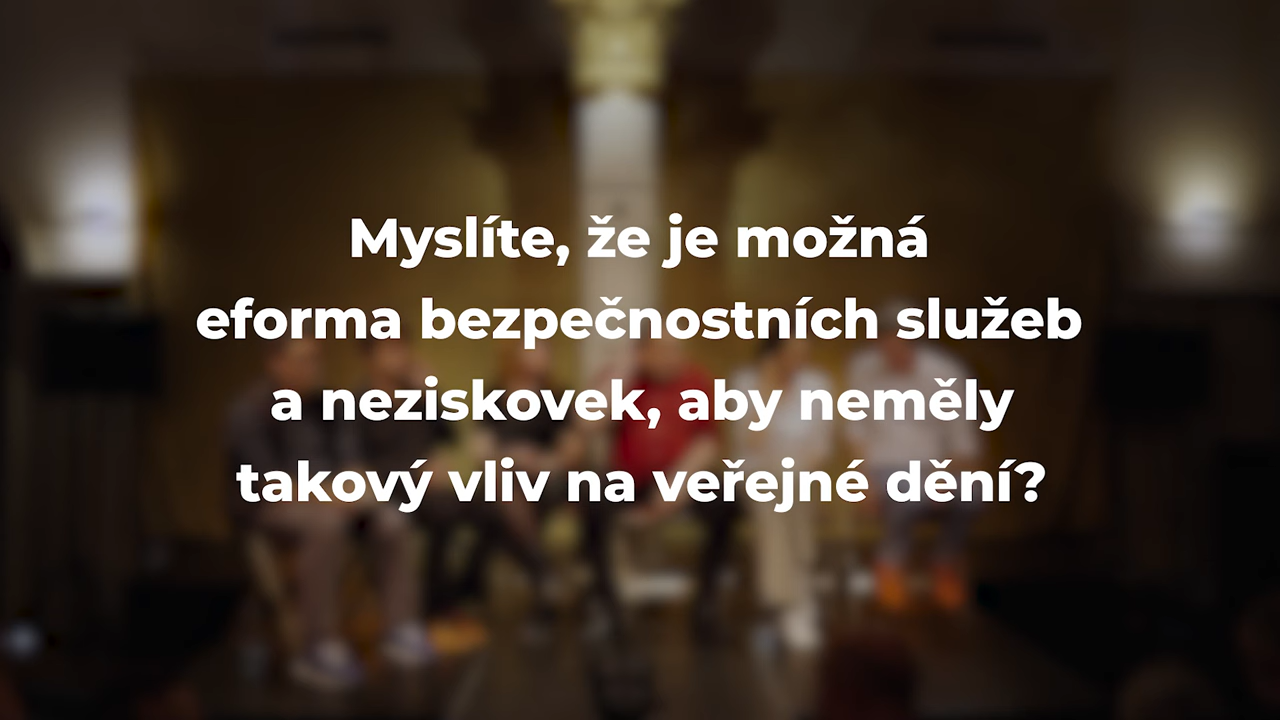 Myslíte, že je možná
eforma bezpečnostních služeb
a neziskovek, aby neměly
takový vliv na veřejné dění?